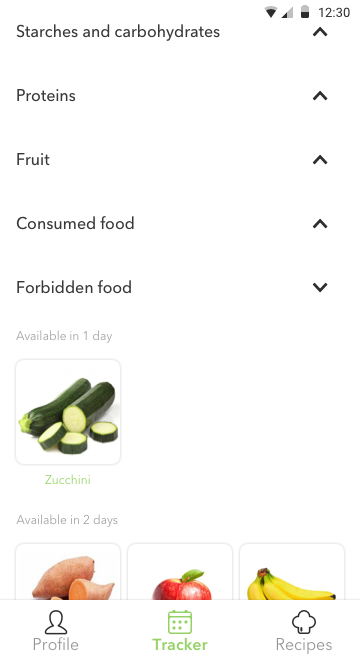 12:30
Starches and carbohydrates
Proteins
Fruit
Consumed food
Forbidden food
Available in 1 day
Zucchini
Available in 2 days
Profile
Tracker
Recipes